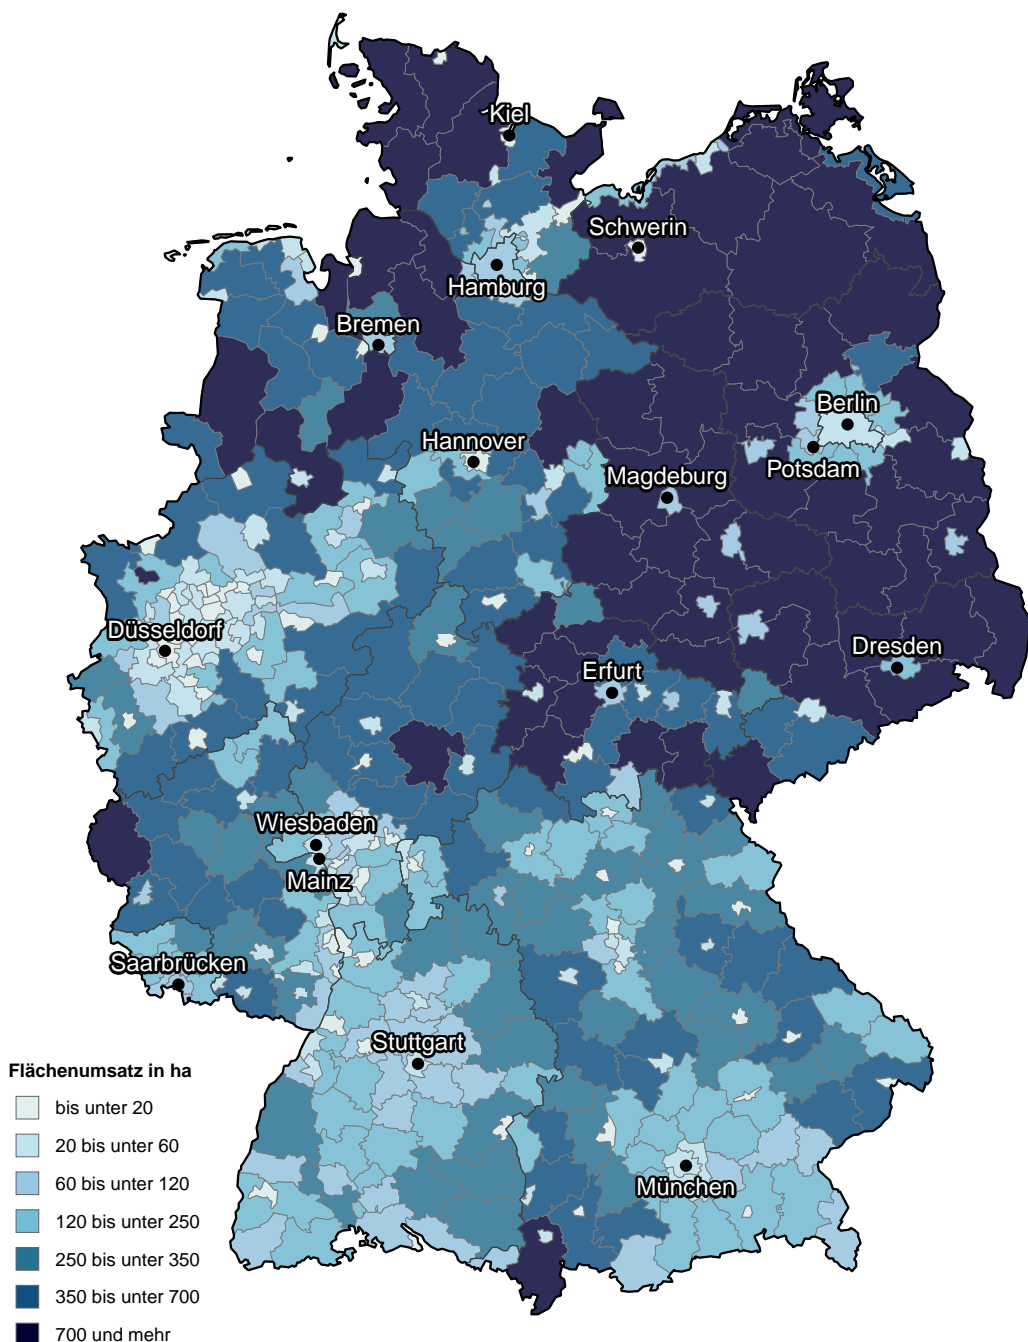 Kiel
Schwerin
Hamburg
Bremen
Berlin
Hannover
Potsdam
Magdeburg
Düsseldorf
Dresden
Erfurt
Wiesbaden
Mainz
Saarbrücken
Stuttgart
München
Flächenumsatz in ha
bis unter 20
20 bis unter 60
60 bis unter 120
120 bis unter 250
250 bis unter 350
350 bis unter 700
700 und mehr